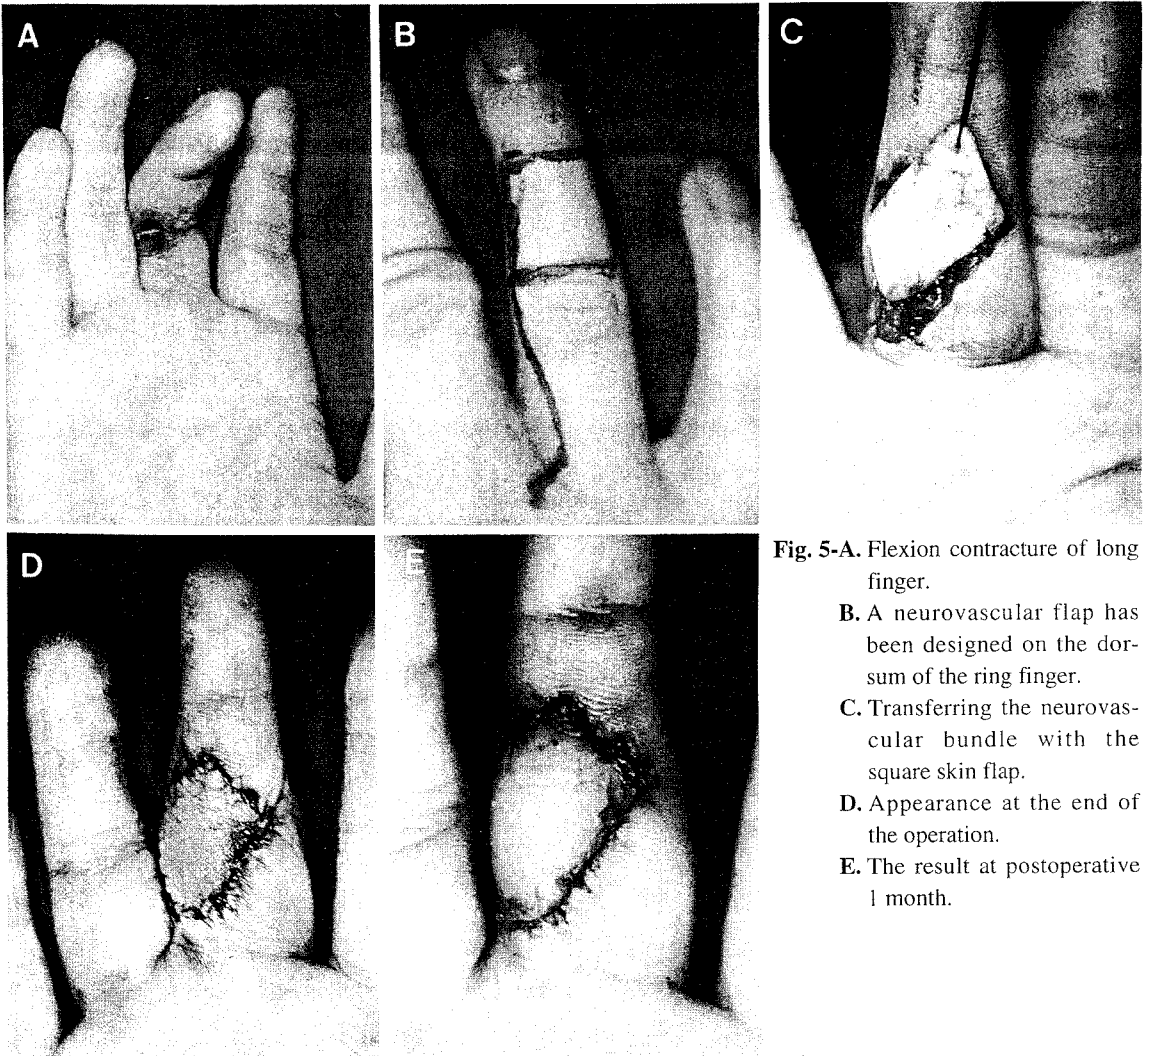 A
B
C
D
E
Fig. 5-A. Flexion contracture of long
finger.
B. A neurovascular flap has
been designed on the dor-
sum of the ring finger.
C. Transferring the neurovas-
cular bundle with the
square skin flap.
D. Appearance at the end of
the operation.
E. The result at postoperative
1 month.